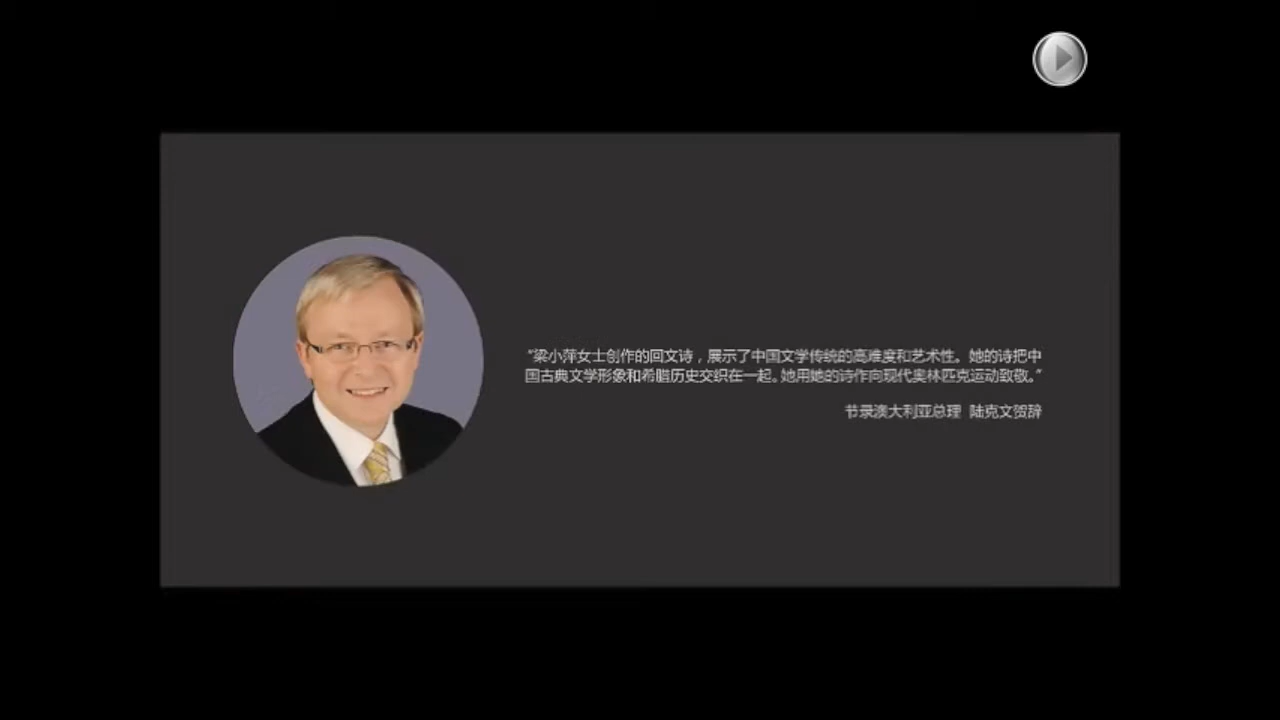 “梁小萍女士创作的回文诗，展示了中国文学传统的高难度和艺术性。她的诗把中
国古典文学形象和希腊历史交织在一起。她用她的诗作向现代奥林匹克运动致敬。”
节录澳大利亚总理 陆克文贺辞